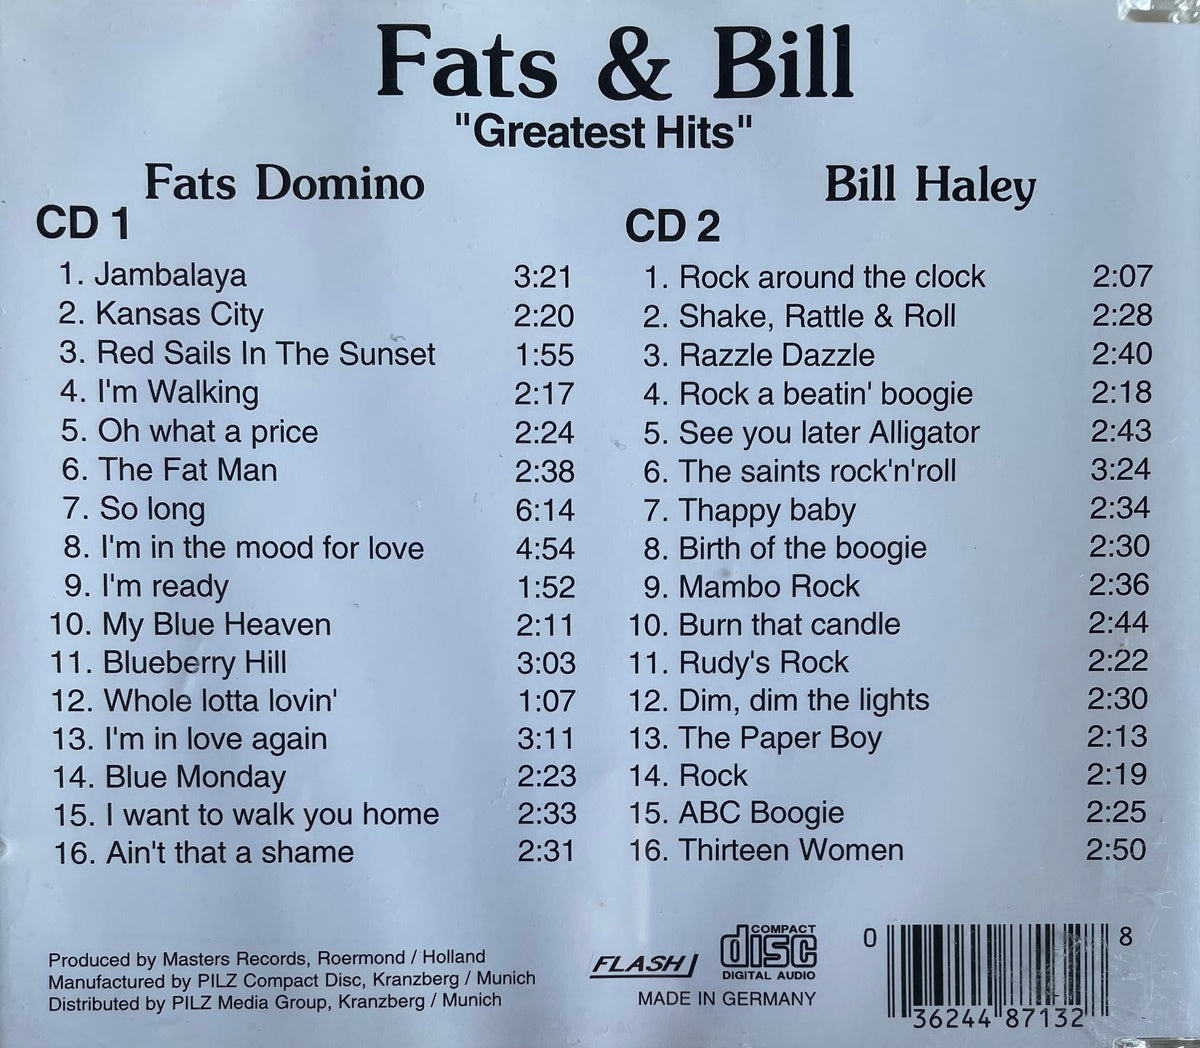 Fats & Bill
"Greatest Hits"
Fats Domino
CD 1
1. Jambalaya 3:21
2. Kansas City 2:20
3. Red Sails In The Sunset 1:55
4. I'm Walking 2:17
5. Oh what a price 2:24
6. The Fat Man 2:38
7. So long 6:14
8. I'm in the mood for love 4:54
9. I'm ready 1:52
10. My Blue Heaven 2:11
11. Blueberry Hill 3:03
12. Whole lotta lovin' 1:07
13. I'm in love again 3:11
14. Blue Monday 2:23
15. I want to walk you home 2:33
16. Ain't that a shame 2:31
Bill Haley
CD 2
1. Rock around the clock 2:07
2. Shake, Rattle & Roll 2:28
3. Razzle Dazzle 2:40
4. Rock a beatin' boogie 2:18
5. See you later Alligator 2:43
6. The saints rock'n'roll 3:24
7. Thappy baby 2:34
8. Birth of the boogie 2:30
9. Mambo Rock 2:36
10. Burn that candle 2:44
11. Rudy's Rock 2:22
12. Dim, dim the lights 2:30
13. The Paper Boy 2:13
14. Rock 2:19
15. ABC Boogie 2:25
16. Thirteen Women 2:50
Produced by Masters Records, Roermond / Holland
Manufactured by PILZ Compact Disc, Kranzberg / Munich
Distributed by PILZ Media Group, Kranzberg / Munich
FLASH
COMPACT
disc
DIGITAL AUDIO
MADE IN GERMANY
0 36244 87132 8